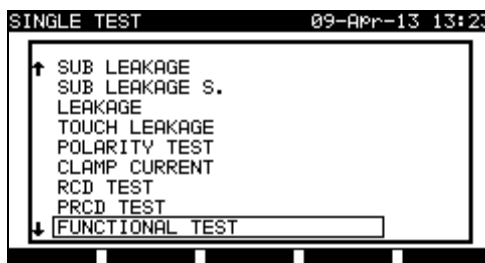 SINGLE TEST 09-Apr-13 13:23
↑ SUB LEAKAGE
SUB LEAKAGE S.
LEAKAGE
TOUCH LEAKAGE
POLARITY TEST
CLAMP CURRENT
RCD TEST
PRCD TEST
↓ FUNCTIONAL TEST